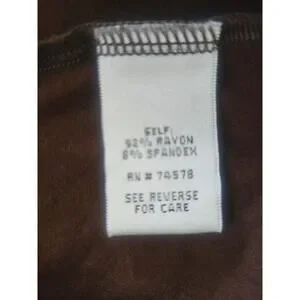 SELF:
92% RAYON
8% SPANDEX
RN # 74578
SEE REVERSE
FOR CARE